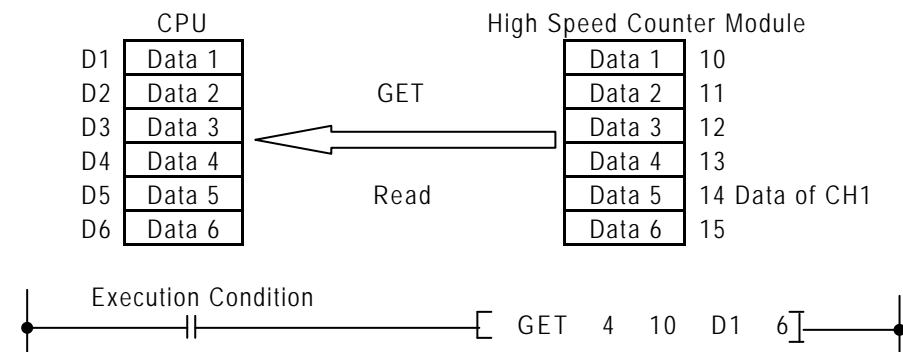 CPU High Speed Counter Module
D1 Data 1 Data 1 10
D2 Data 2 GET Data 2 11
D3 Data 3 Data 3 12
D4 Data 4 Data 4 13
D5 Data 5 Read Data 5 14 Data of CH1
D6 Data 6 Data 6 15
Execution Condition
GET 4 10 D1 6